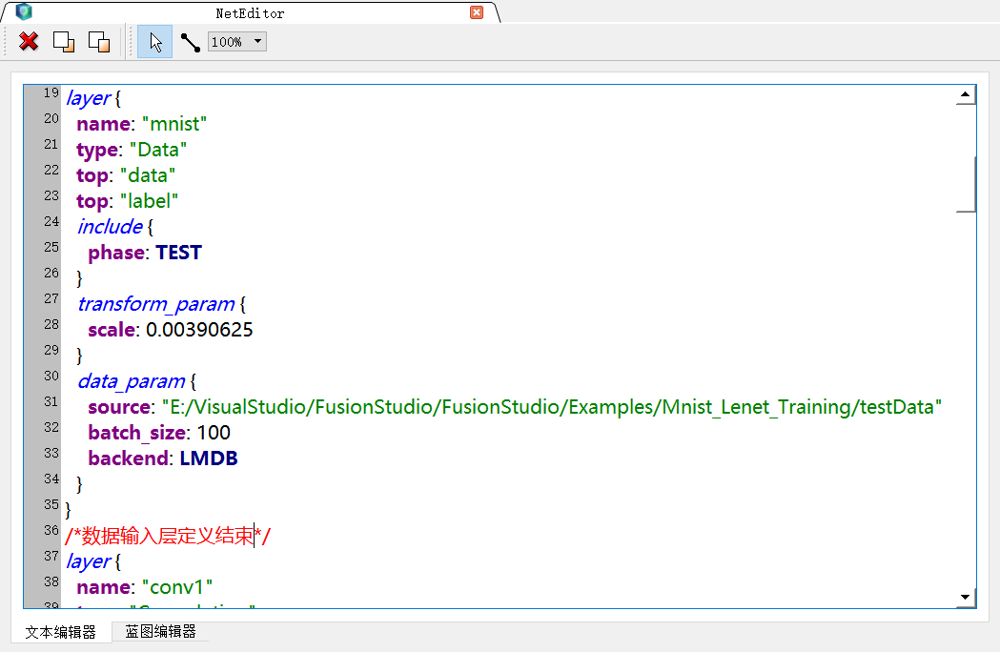 NetEditor
100%
19 layer {
20 name: "mnist"
21 type: "Data"
22 top: "data"
23 top: "label"
24 include {
25 phase: TEST
26 }
27 transform_param {
28 scale: 0.00390625
29 }
30 data_param {
31 source: "E:/VisualStudio/FusionStudio/FusionStudio/Examples/Mnist_Lenet_Training/testData"
32 batch_size: 100
33 backend: LMDB
34 }
35 }
36 /*数据输入层定义结束*/
37 layer {
38 name: "conv1"
39
文本编辑器 蓝图编辑器